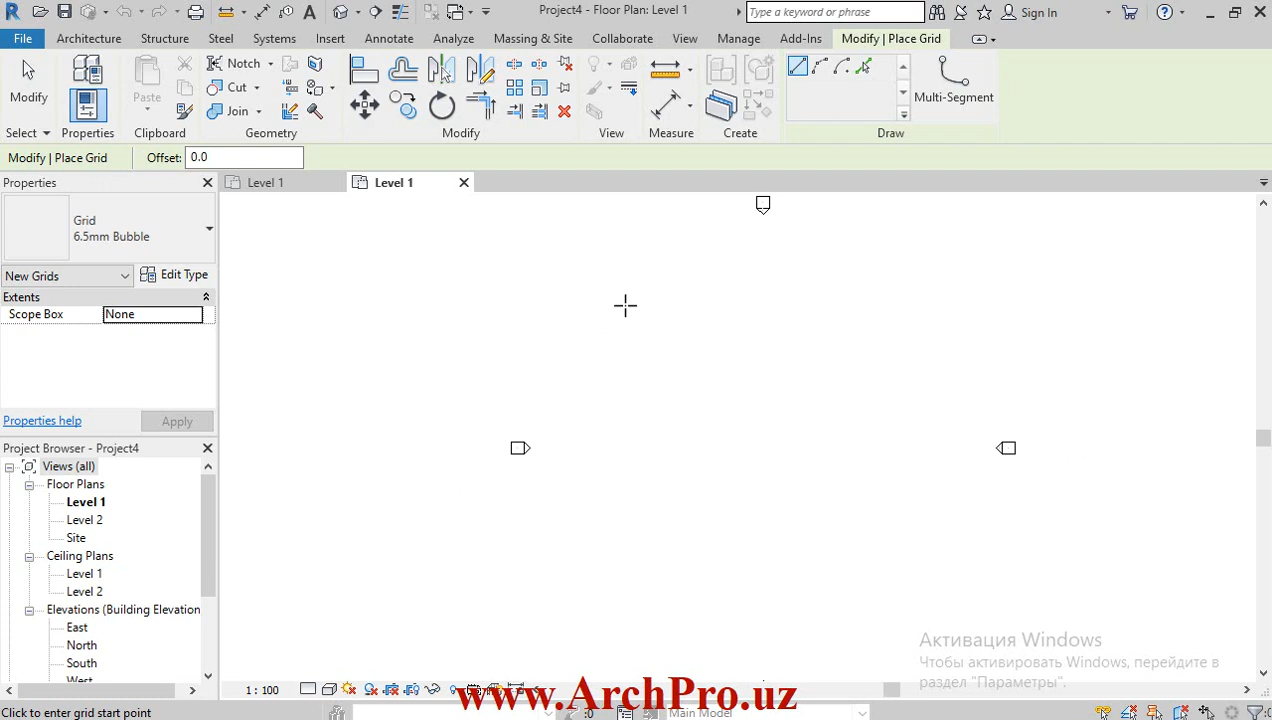 Project4 - Floor Plan: Level 1
Type a keyword or phrase
Sign In
File Architecture Structure Steel Systems Insert Annotate Analyze Massing & Site Collaborate View Manage Add-Ins Modify | Place Grid
Modify
Paste
Notch
Cut
Join
Multi-Segment
Select Properties Clipboard Geometry Modify View Measure Create Draw
Modify | Place Grid Offset: 0.0
Properties
Level 1
Level 1
Grid
6.5mm Bubble
New Grids
Edit Type
Extents
Scope Box None
Properties help
Apply
Project Browser - Project4
Views (all)
Floor Plans
Level 1
Level 2
Site
Ceiling Plans
Level 1
Level 2
Elevations (Building Elevation
East
North
South
West
Активация Windows
Чтобы активировать Windows, перейдите в
раздел "Параметры".
1 : 100
www.ArchPro.uz
Click to enter grid start point
:0
Main Model
:0